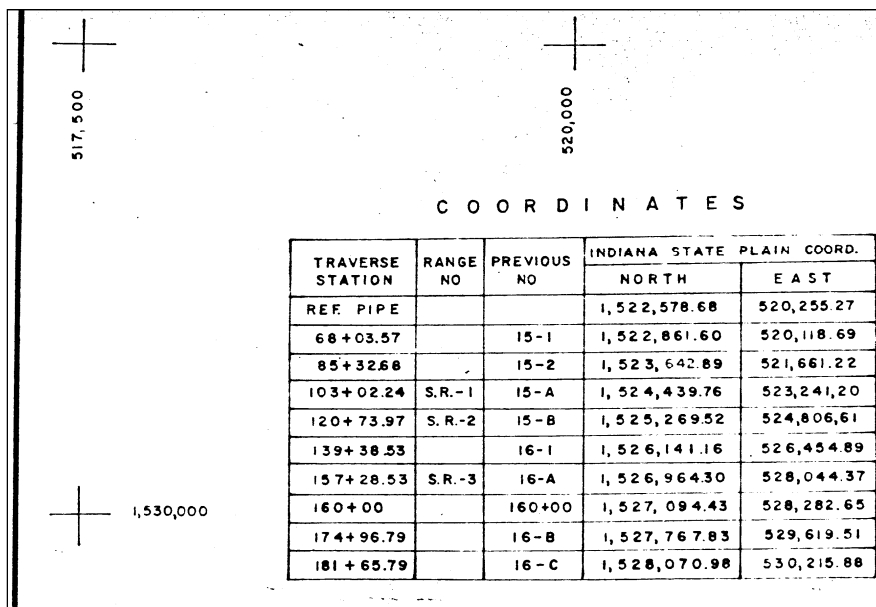 517,500
520,000
COORDINATES
TRAVERSE STATION RANGE NO PREVIOUS NO INDIANA STATE PLAIN COORD.
NORTH EAST
REF. PIPE 1,522,578.68 520,255.27
68+03.57 15-1 1,522,861.60 520,118.69
85+32.68 15-2 1,523,642.89 521,661.22
103+02.24 S.R.-1 15-A 1,524,439.76 523,241,20
120+73.97 S.R.-2 15-B 1,525,269.52 524,806,61
139+38.53 16-1 1,526,141.16 526,454.89
157+28.53 S.R.-3 16-A 1,526,964.30 528,044.37
160+00 160+00 1,527,094.43 528,282.65
174+96.79 16-B 1,527,767.83 529,619.51
181+65.79 16-C 1,528,070.98 530,215.88
1,530,000